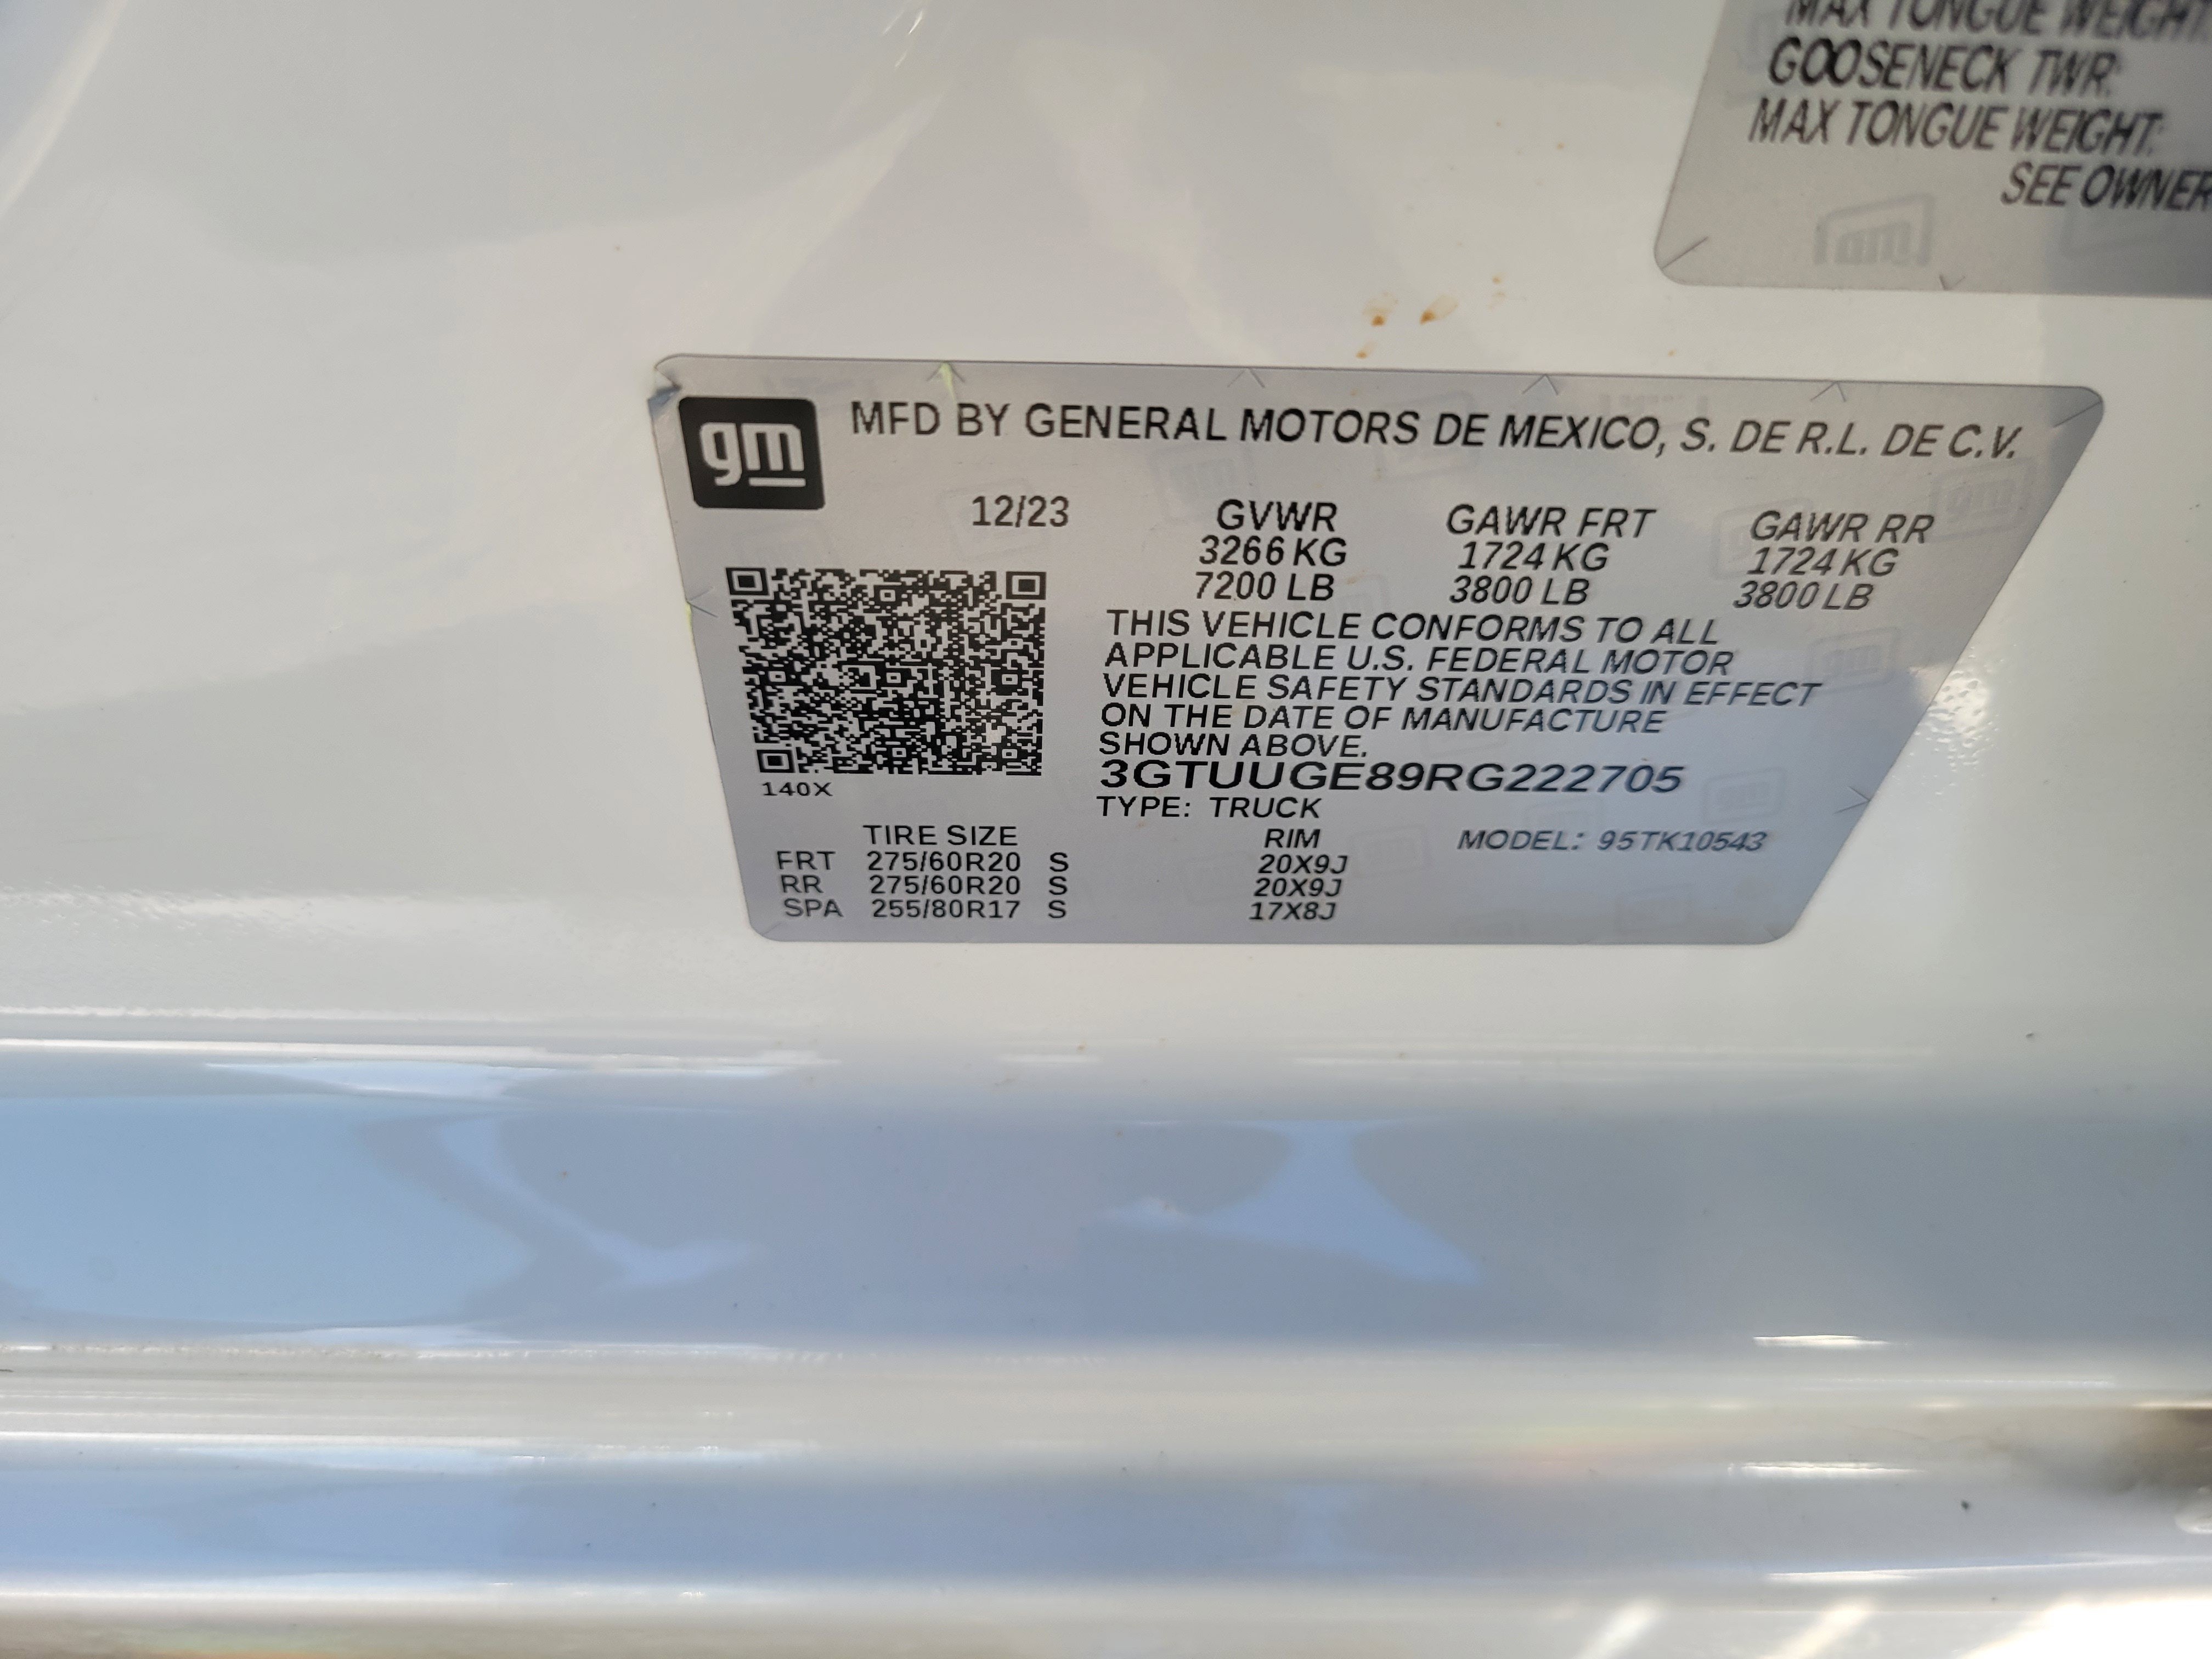 MAX TONGUE WEIGHT:
GOOSENECK TWR:
MAX TONGUE WEIGHT:
SEE OWNER
gm
MFD BY GENERAL MOTORS DE MEXICO, S. DE R.L. DE C.V.
12/23 GVWR GAWR FRT GAWR RR
3266 KG 1724 KG 1724 KG
7200 LB 3800 LB 3800 LB
THIS VEHICLE CONFORMS TO ALL
APPLICABLE U.S. FEDERAL MOTOR
VEHICLE SAFETY STANDARDS IN EFFECT
ON THE DATE OF MANUFACTURE
SHOWN ABOVE.
3GTUUGE89RG222705
140X
TYPE: TRUCK
TIRE SIZE RIM MODEL: 95TK10543
FRT 275/60R20 S 20X9J
RR 275/60R20 S 20X9J
SPA 255/80R17 S 17X8J